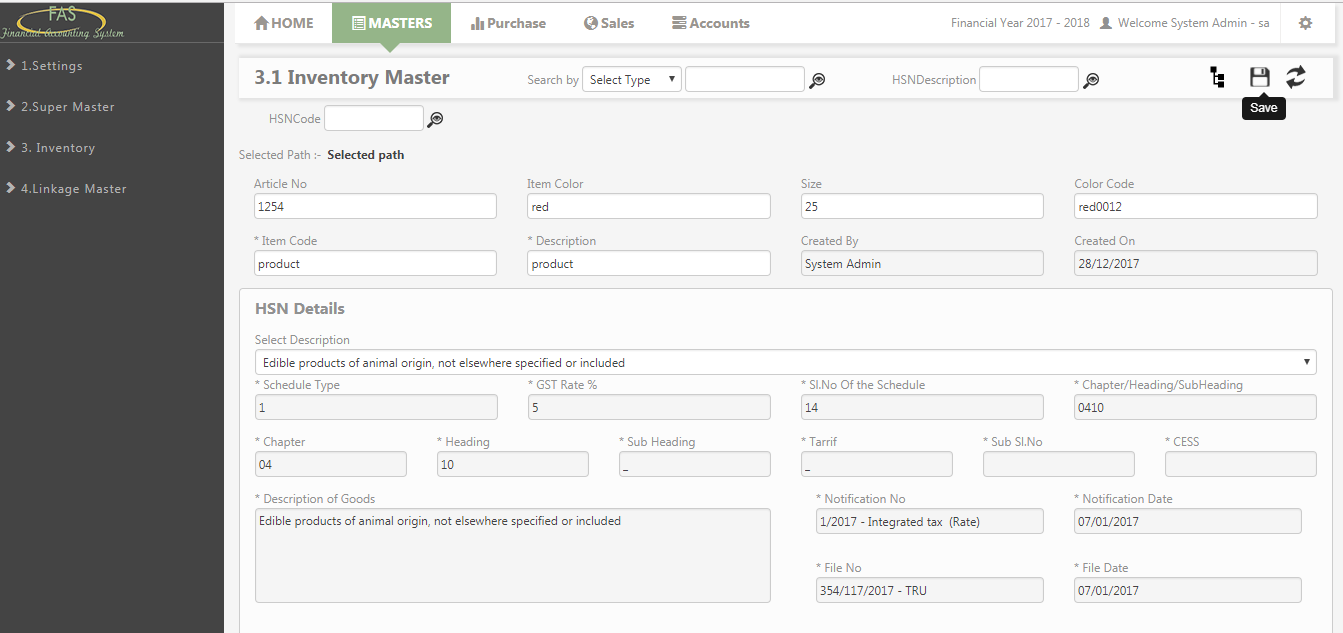 FAS
Financial Accounting System
HOME MASTERS Purchase Sales Accounts Financial Year 2017 - 2018 Welcome System Admin - sa
1.Settings
2.Super Master
3. Inventory
4.Linkage Master
3.1 Inventory Master Search by Select Type HSNDescription
Save
HSNCode
Selected Path :- Selected path
Article No Item Color Size Color Code
1254 red 25 red0012
* Item Code * Description Created By Created On
product product System Admin 28/12/2017
HSN Details
Select Description
Edible products of animal origin, not elsewhere specified or included
* Schedule Type * GST Rate % * Sl.No Of the Schedule * Chapter/Heading/SubHeading
1 5 14 0410
* Chapter * Heading * Sub Heading * Tarrif * Sub Sl.No * CESS
04 10 _ _
* Description of Goods * Notification No * Notification Date
Edible products of animal origin, not elsewhere specified or included 1/2017 - Integrated tax (Rate) 07/01/2017
* File No * File Date
354/117/2017 - TRU 07/01/2017